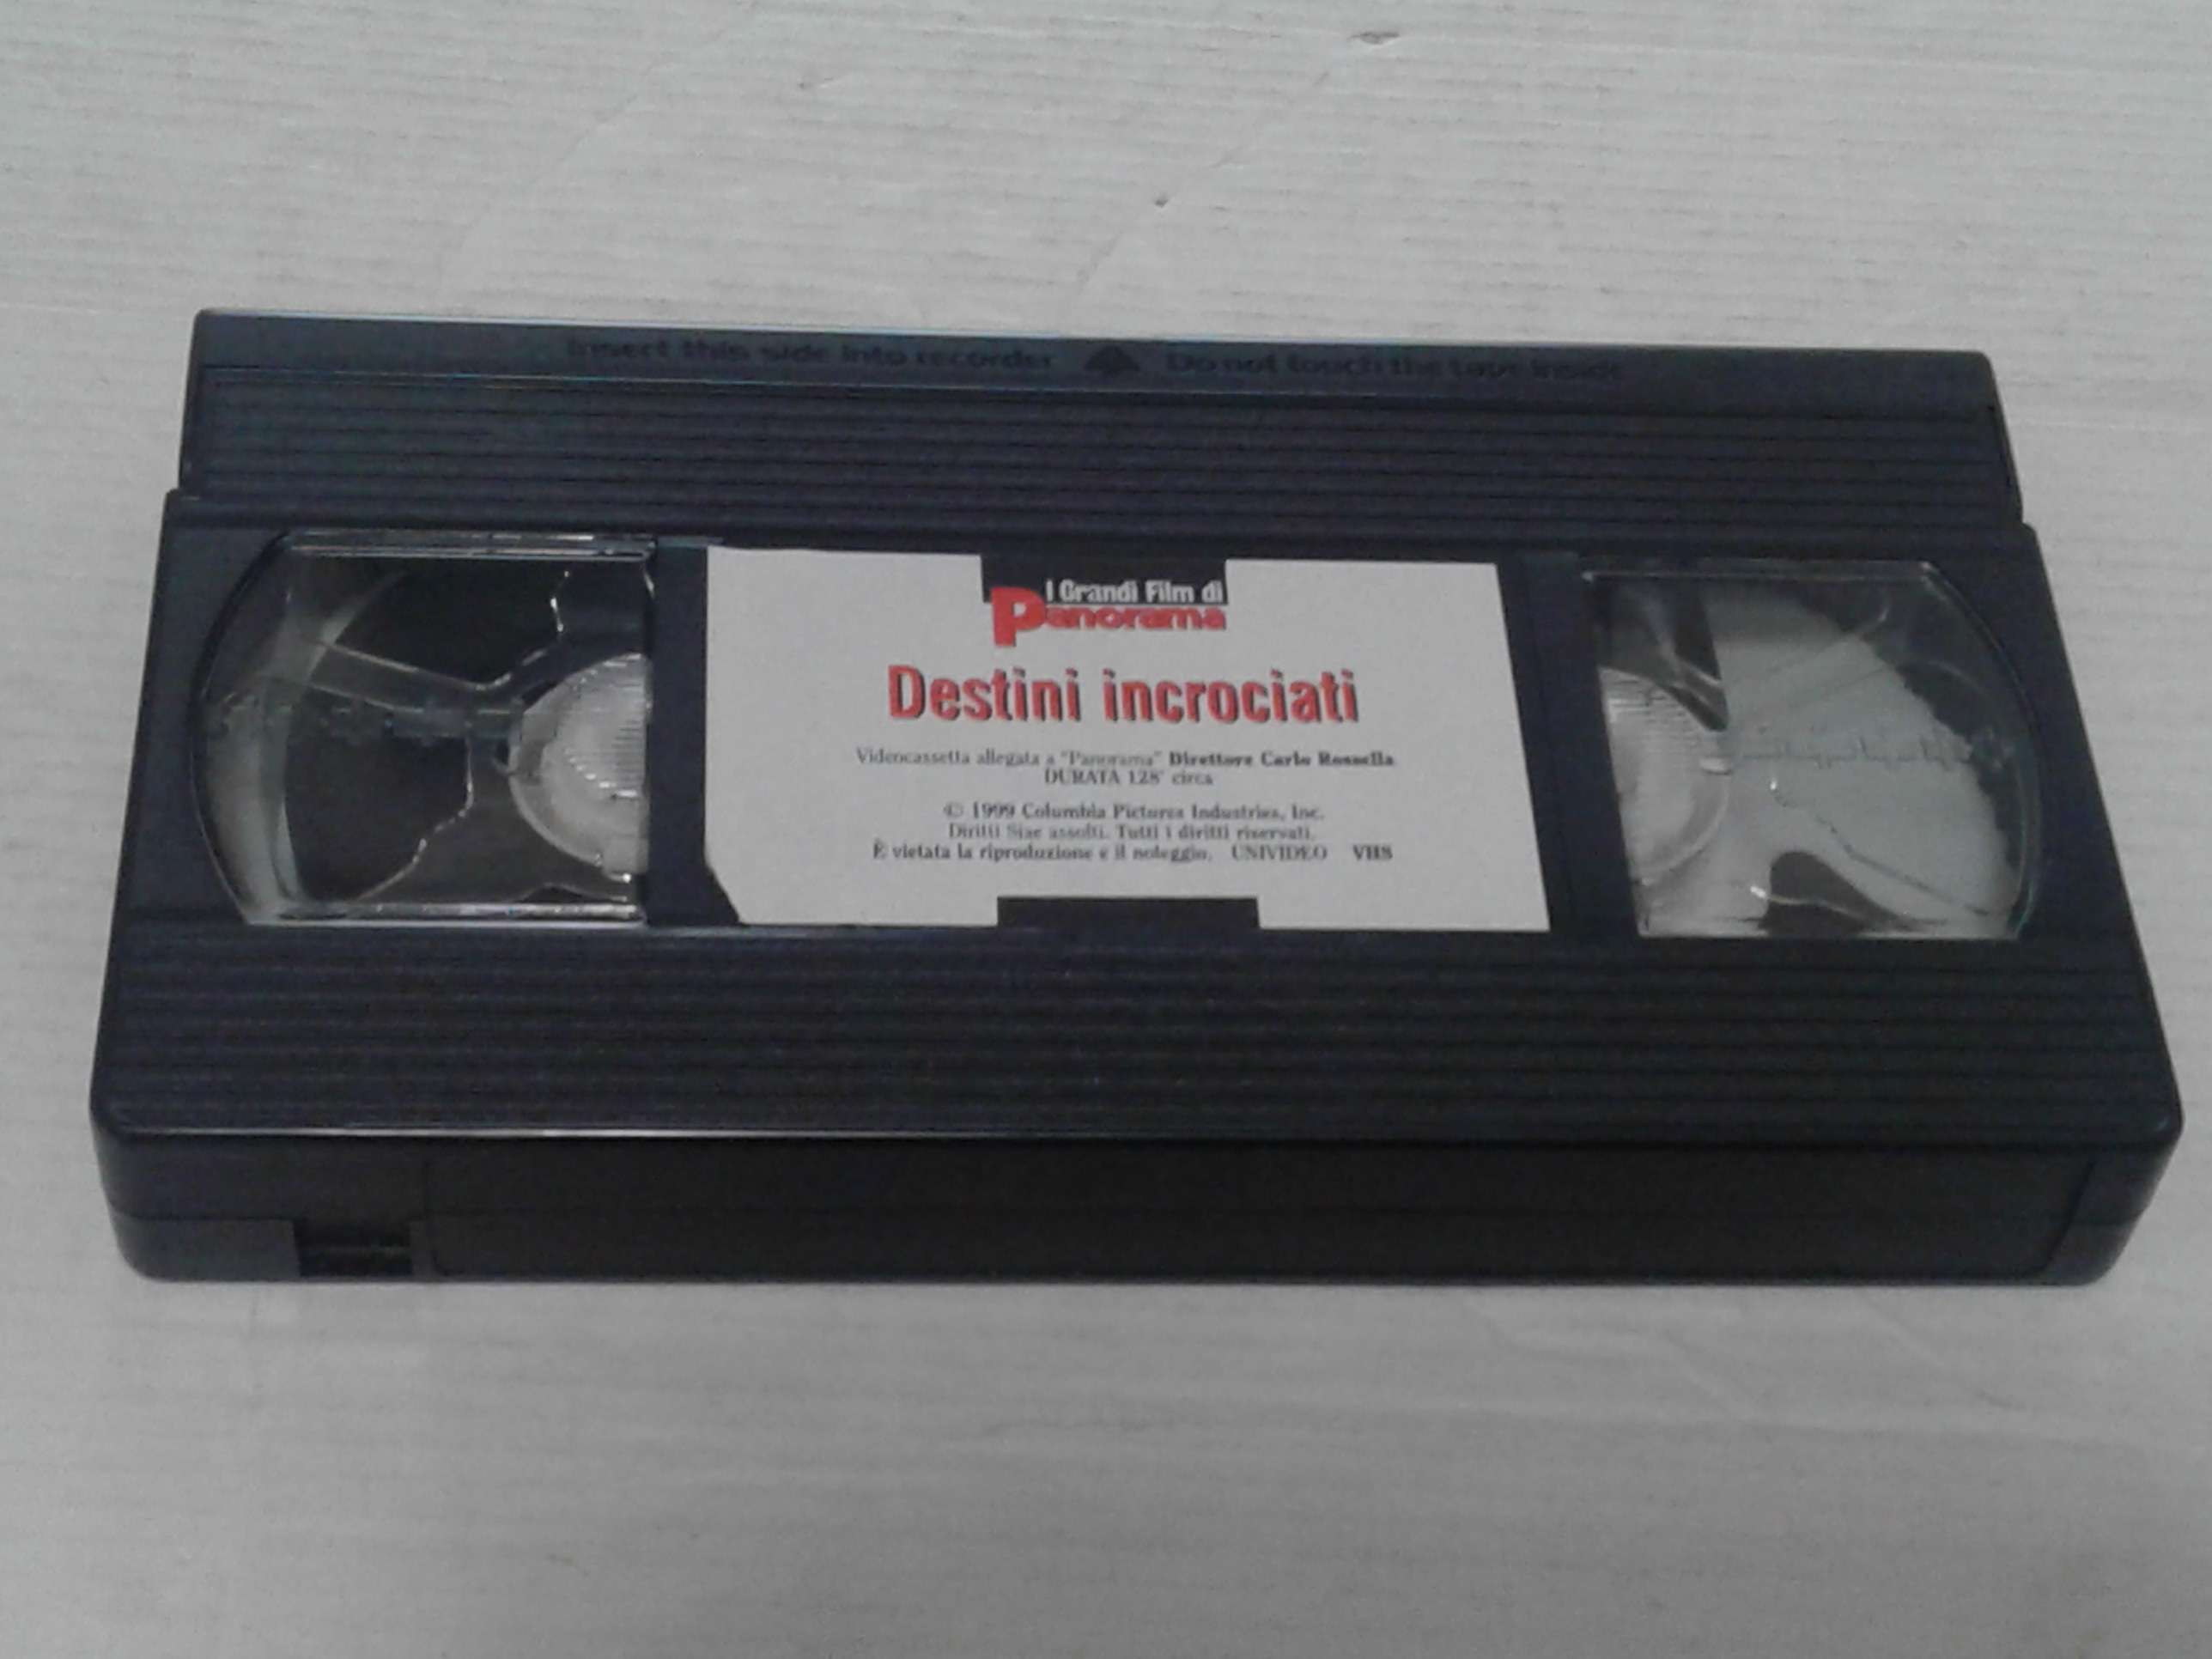 Insert this side into recorder Do not touch the tape inside
I Grandi Film di
Panorama
Destini incrociati
Videocassetta allegata a "Panorama" Direttore Carlo Rossella
DURATA 128' circa
© 1999 Columbia Pictures Industries, Inc.
Diritti Siae assolti. Tutti i diritti riservati.
È vietata la riproduzione e il noleggio. UNIVIDEO VHS